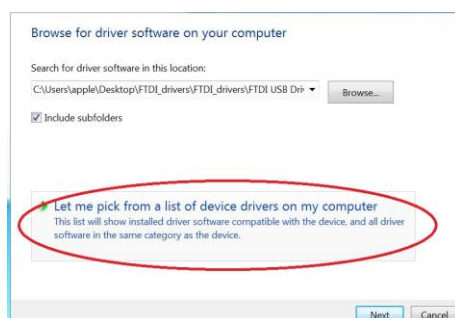 Browse for driver software on your computer
Search for driver software in this location:
C:\Users\apple\Desktop\FTDI_drivers\FTDI_drivers\FTDI USB Driv
Browse...
Include subfolders
Let me pick from a list of device drivers on my computer
This list will show installed driver software compatible with the device, and all driver
software in the same category as the device.
Next
Cancel